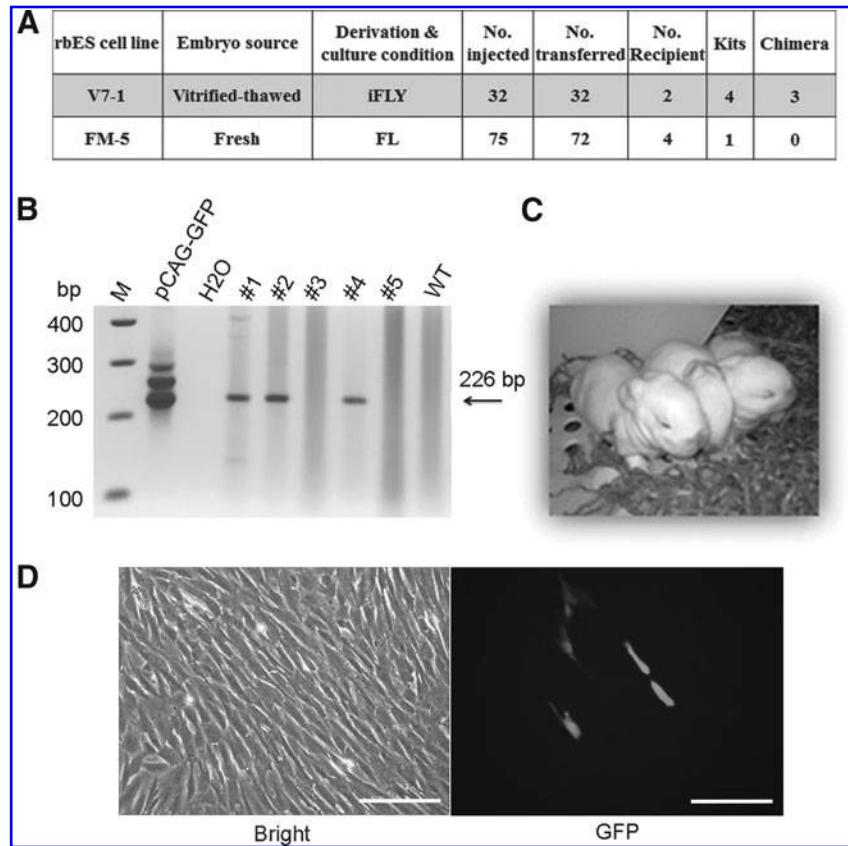 A
rbES cell line Embryo source Derivation & culture condition No. injected No. transferred No. Recipient Kits Chimera
V7-1 Vitrified-thawed iFLY 32 32 2 4 3
FM-5 Fresh FL 75 72 4 1 0
B
bp M pCAG-GFP H2O #1 #2 #3 #4 #5 WT
400
300
200
100
226 bp
C
D
Bright GFP